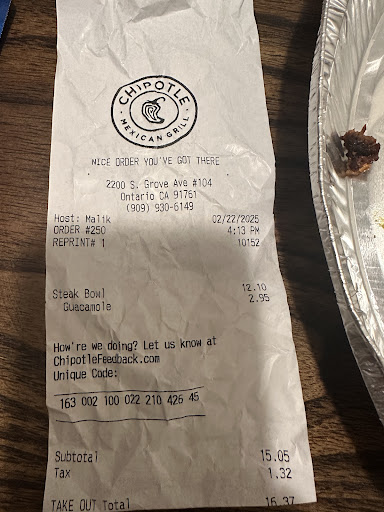 CHIPOTLE
MEXICAN GRILL
NICE ORDER YOU'VE GOT THERE
2200 S. Grove Ave #104
Ontario CA 91761
(909) 930-6149
Host: Malik 02/22/2025
ORDER #250 4:13 PM
REPRINT# 1 10152
Steak Bowl 12.10
Guacamole 2.95
How're we doing? Let us know at
ChipotleFeedback.com
Unique Code:
163 002 100 022 210 426 45
Subtotal 15.05
Tax 1.32
TAKE OUT Total 16.37